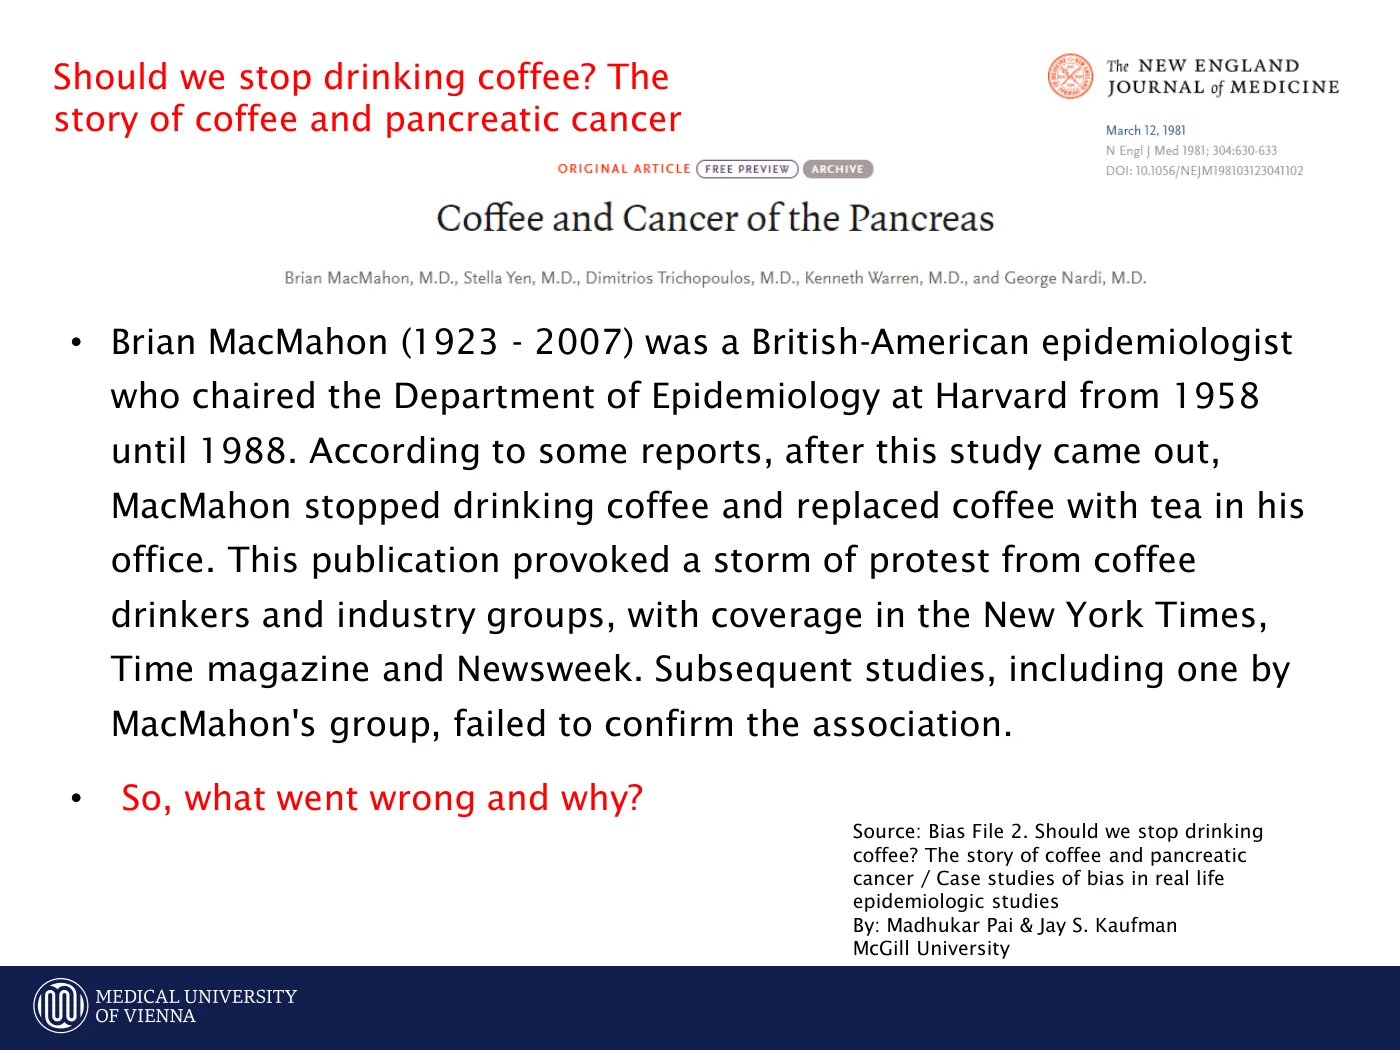 Should we stop drinking coffee? The
story of coffee and pancreatic cancer
The NEW ENGLAND
JOURNAL of MEDICINE
March 12, 1981
N Engl J Med 1981; 304:630-633
DOI: 10.1056/NEJM198103123041102
ORIGINAL ARTICLE FREE PREVIEW ARCHIVE
Coffee and Cancer of the Pancreas
Brian MacMahon, M.D., Stella Yen, M.D., Dimitrios Trichopoulos, M.D., Kenneth Warren, M.D., and George Nardi, M.D.
• Brian MacMahon (1923 - 2007) was a British-American epidemiologist
who chaired the Department of Epidemiology at Harvard from 1958
until 1988. According to some reports, after this study came out,
MacMahon stopped drinking coffee and replaced coffee with tea in his
office. This publication provoked a storm of protest from coffee
drinkers and industry groups, with coverage in the New York Times,
Time magazine and Newsweek. Subsequent studies, including one by
MacMahon's group, failed to confirm the association.
• So, what went wrong and why?
Source: Bias File 2. Should we stop drinking
coffee? The story of coffee and pancreatic
cancer / Case studies of bias in real life
epidemiologic studies
By: Madhukar Pai & Jay S. Kaufman
McGill University
MEDICAL UNIVERSITY
OF VIENNA